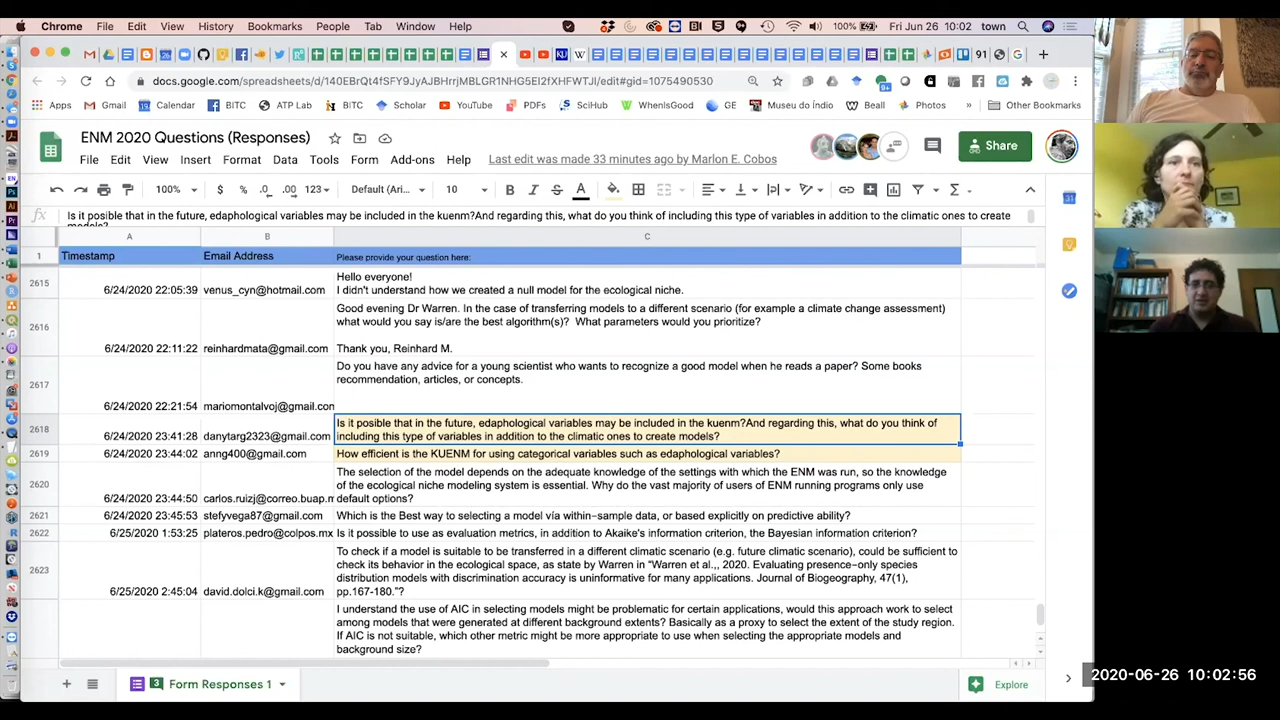 Chrome File Edit View History Bookmarks People Tab Window Help 100% Fri Jun 26 10:02 town
91
docs.google.com/spreadsheets/d/140EBrQt4fSFY9JyAJBHrrjMBLGR1NHG5EI2fXHFWTJI/edit#gid=1075490530
Apps Gmail Calendar BITC ATP Lab BITC Scholar YouTube PDFs SciHub WhenIsGood GE Museu do Índio Beall Photos » Other Bookmarks
ENM 2020 Questions (Responses)
Share
File Edit View Insert Format Data Tools Form Add-ons Help Last edit was made 33 minutes ago by Marlon E. Cobos
100% $ % .0 .00 123 Default (Ari... 10 B I S A
fx Is it posible that in the future, edaphological variables may be included in the kuenm?And regarding this, what do you think of including this type of variables in addition to the climatic ones to create
models?
A B C
1 Timestamp Email Address Please provide your question here:
Hello everyone!
2615 6/24/2020 22:05:39 venus_cyn@hotmail.com I didn't understand how we created a null model for the ecological niche.
Good evening Dr Warren. In the case of transferring models to a different scenario (for example a climate change assessment)
what would you say is/are the best algorithm(s)? What parameters would you prioritize?
2616 6/24/2020 22:11:22 reinhardmata@gmail.com Thank you, Reinhard M.
Do you have any advice for a young scientist who wants to recognize a good model when he reads a paper? Some books
recommendation, articles, or concepts.
2617 6/24/2020 22:21:54 mariomontalvoj@gmail.con
Is it posible that in the future, edaphological variables may be included in the kuenm?And regarding this, what do you think of
2618 6/24/2020 23:41:28 danytarg2323@gmail.com including this type of variables in addition to the climatic ones to create models?
2619 6/24/2020 23:44:02 anng400@gmail.com How efficient is the KUENM for using categorical variables such as edaphological variables?
The selection of the model depends on the adequate knowledge of the settings with which the ENM was run, so the knowledge
2620 of the ecological niche modeling system is essential. Why do the vast majority of users of ENM running programs only use
6/24/2020 23:44:50 carlos.ruizj@correo.buap.m default options?
2621 6/24/2020 23:45:53 stefyvega87@gmail.com Which is the Best way to selecting a model vía within-sample data, or based explicitly on predictive ability?
2622 6/25/2020 1:53:25 plateros.pedro@colpos.mx Is it possible to use as evaluation metrics, in addition to Akaike's information criterion, the Bayesian information criterion?
To check if a model is suitable to be transferred in a different climatic scenario (e.g. future climatic scenario), could be sufficient to
check its behavior in the ecological space, as state by Warren in "Warren et al.,, 2020. Evaluating presence-only species
2623 distribution models with discrimination accuracy is uninformative for many applications. Journal of Biogeography, 47(1),
6/25/2020 2:45:04 david.dolci.k@gmail.com pp.167-180."?
I understand the use of AIC in selecting models might be problematic for certain applications, would this approach work to select
among models that were generated at different background extents? Basically as a proxy to select the extent of the study region.
If AIC is not suitable, which other metric might be more appropriate to use when selecting the appropriate models and
background size?
3 Form Responses 1 Explore
2020-06-26 10:02:56